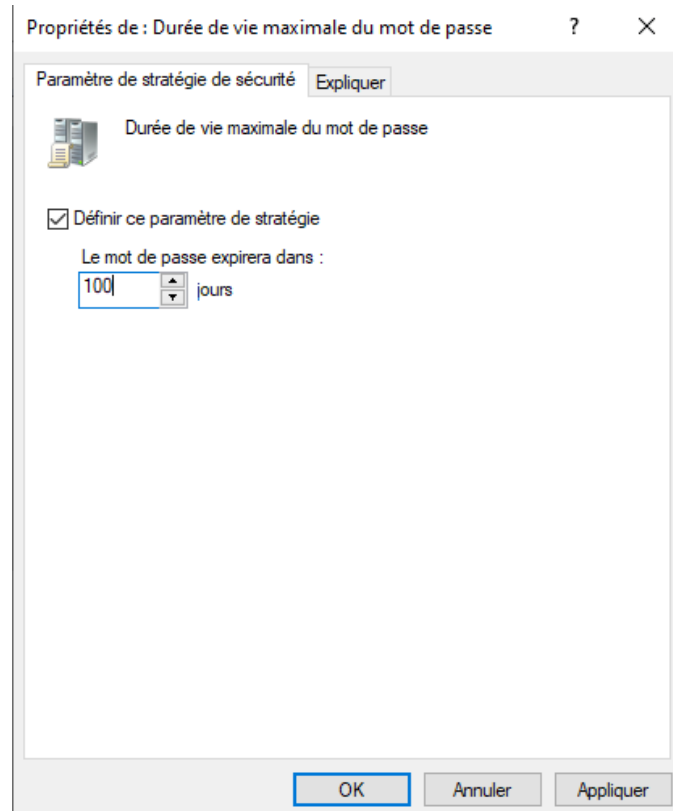 Propriétés de : Durée de vie maximale du mot de passe ?
Paramètre de stratégie de sécurité Expliquer
Durée de vie maximale du mot de passe
Définir ce paramètre de stratégie
Le mot de passe expirera dans :
100 jours
OK Annuler Appliquer